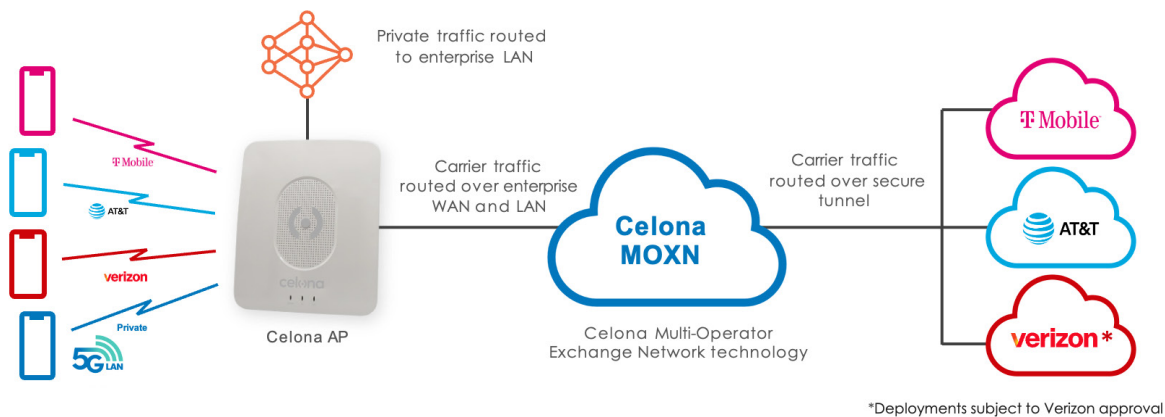 Private traffic routed
to enterprise LAN
T Mobile
AT&T
verizon
Private
5G LAN
celona
Celona AP
Carrier traffic
routed over enterprise
WAN and LAN
Celona
MOXN
Celona Multi-Operator
Exchange Network technology
Carrier traffic
routed over secure
tunnel
T Mobile
AT&T
verizon*
*Deployments subject to Verizon approval